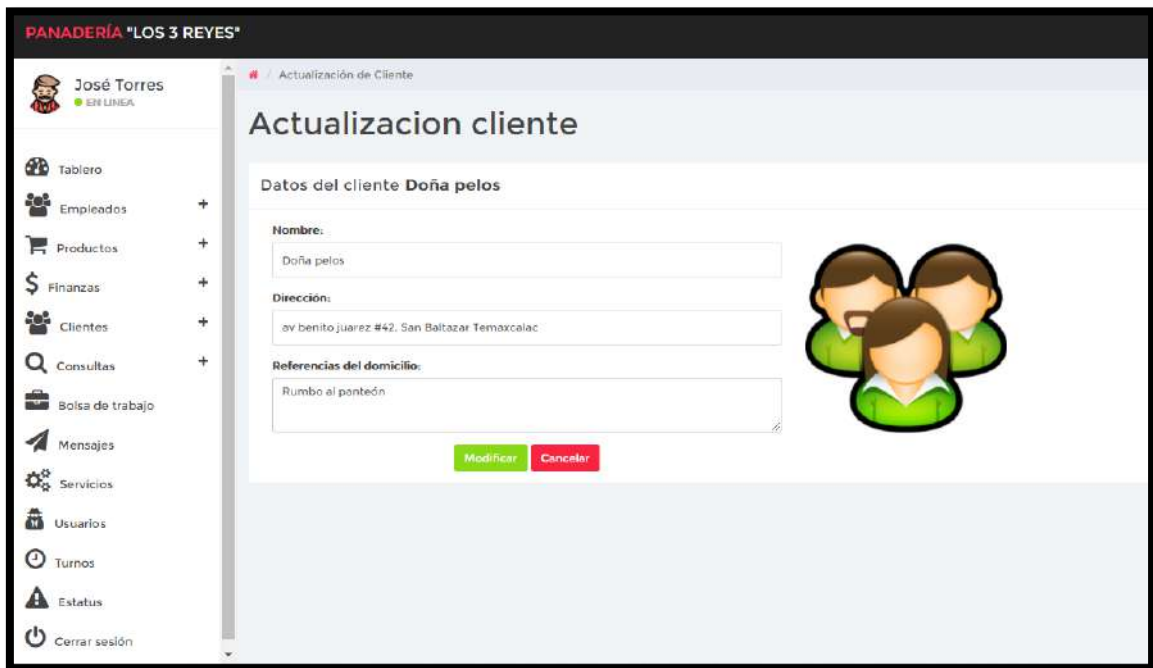 PANADERÍA "LOS 3 REYES"
José Torres
EN LINEA
Tablero
Empleados +
Productos +
Finanzas +
Clientes +
Consultas +
Bolsa de trabajo
Mensajes
Servicios
Usuarios
Turnos
Estatus
Cerrar sesión
/ Actualización de Cliente
Actualizacion cliente
Datos del cliente Doña pelos
Nombre:
Doña pelos
Dirección:
av benito juarez #42. San Baltazar Temaxcalac
Referencias del domicilio:
Rumbo al panteón
Modificar Cancelar